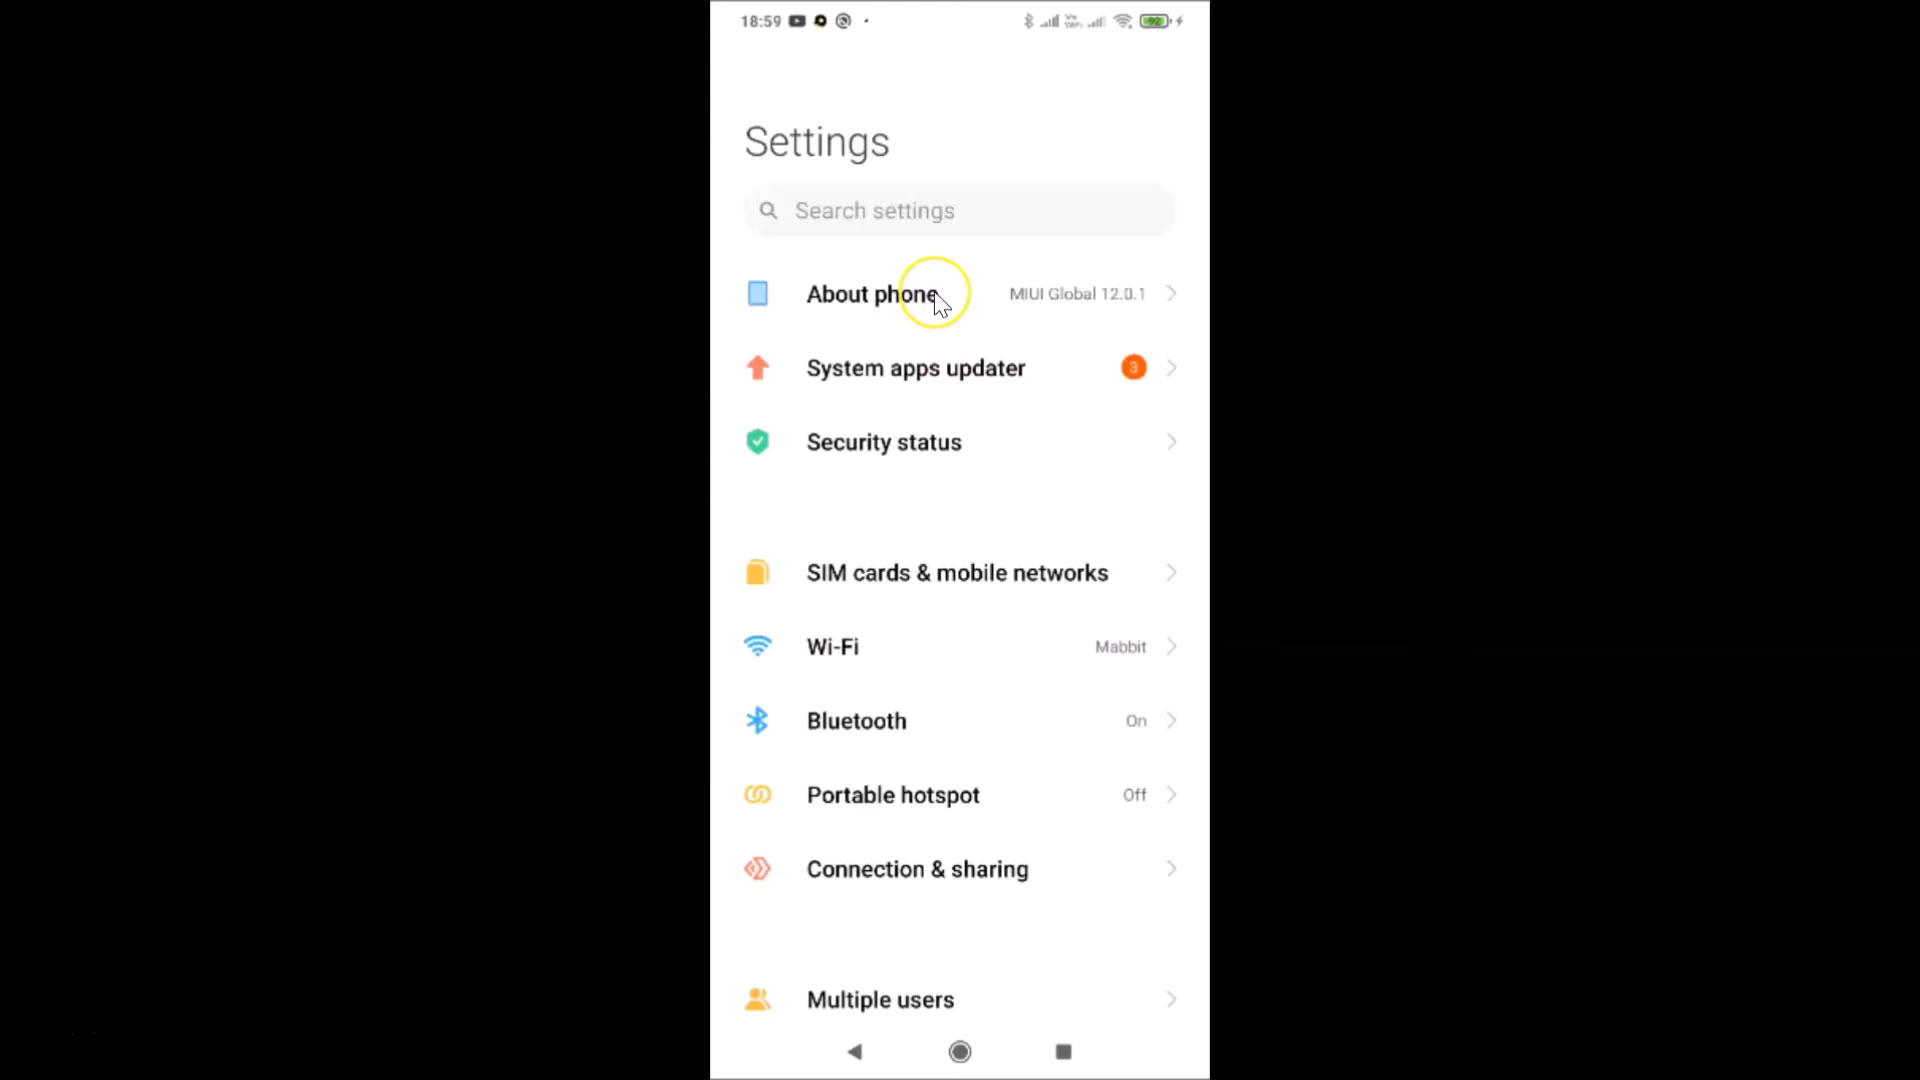 18:59
92
Settings
Search settings
About phone
MIUI Global 12.0.1
System apps updater
3
Security status
SIM cards & mobile networks
Wi-Fi
Mabbit
Bluetooth
On
Portable hotspot
Off
Connection & sharing
Multiple users